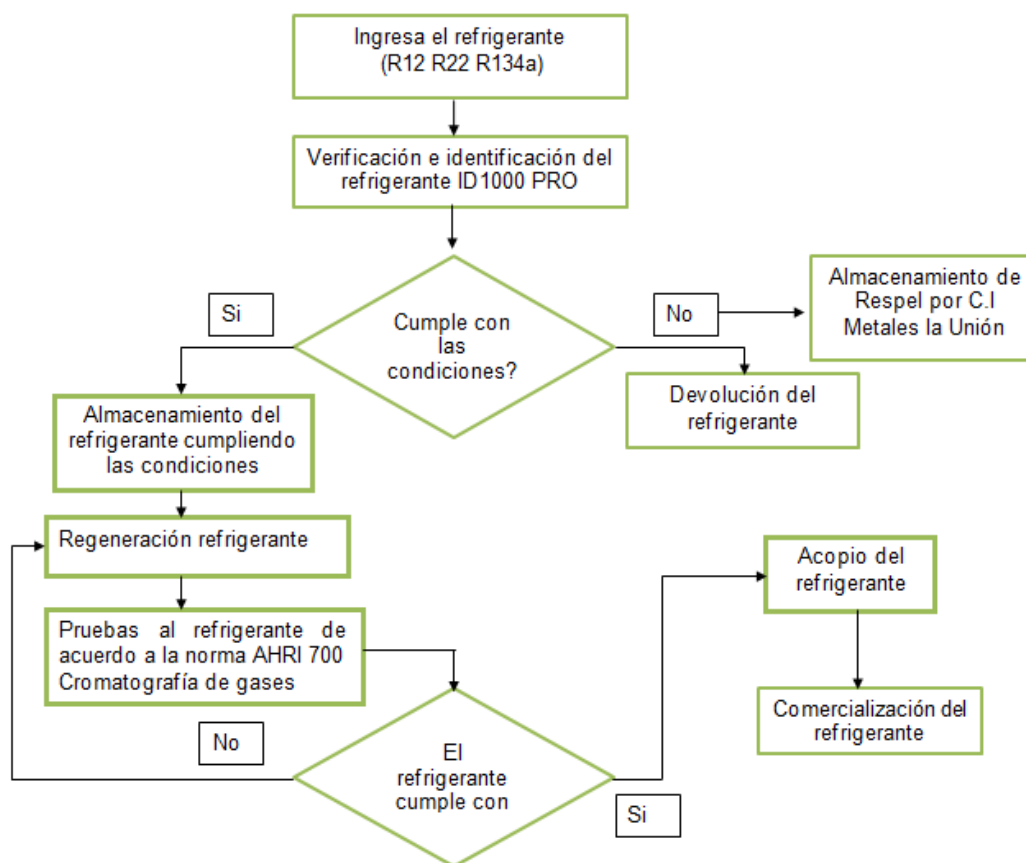 Ingresa el refrigerante
(R12 R22 R134a)
Verificación e identificación del
refrigerante ID1000 PRO
Si
Cumple con
las
condiciones?
No
Almacenamiento de
Respel por C.I
Metales la Unión
Devolución del
refrigerante
Almacenamiento del
refrigerante cumpliendo
las condiciones
Regeneración refrigerante
Pruebas al refrigerante de
acuerdo a la norma AHRI 700
Cromatografía de gases
No
El
refrigerante
cumple con
Si
Acopio del
refrigerante
Comercialización del
refrigerante